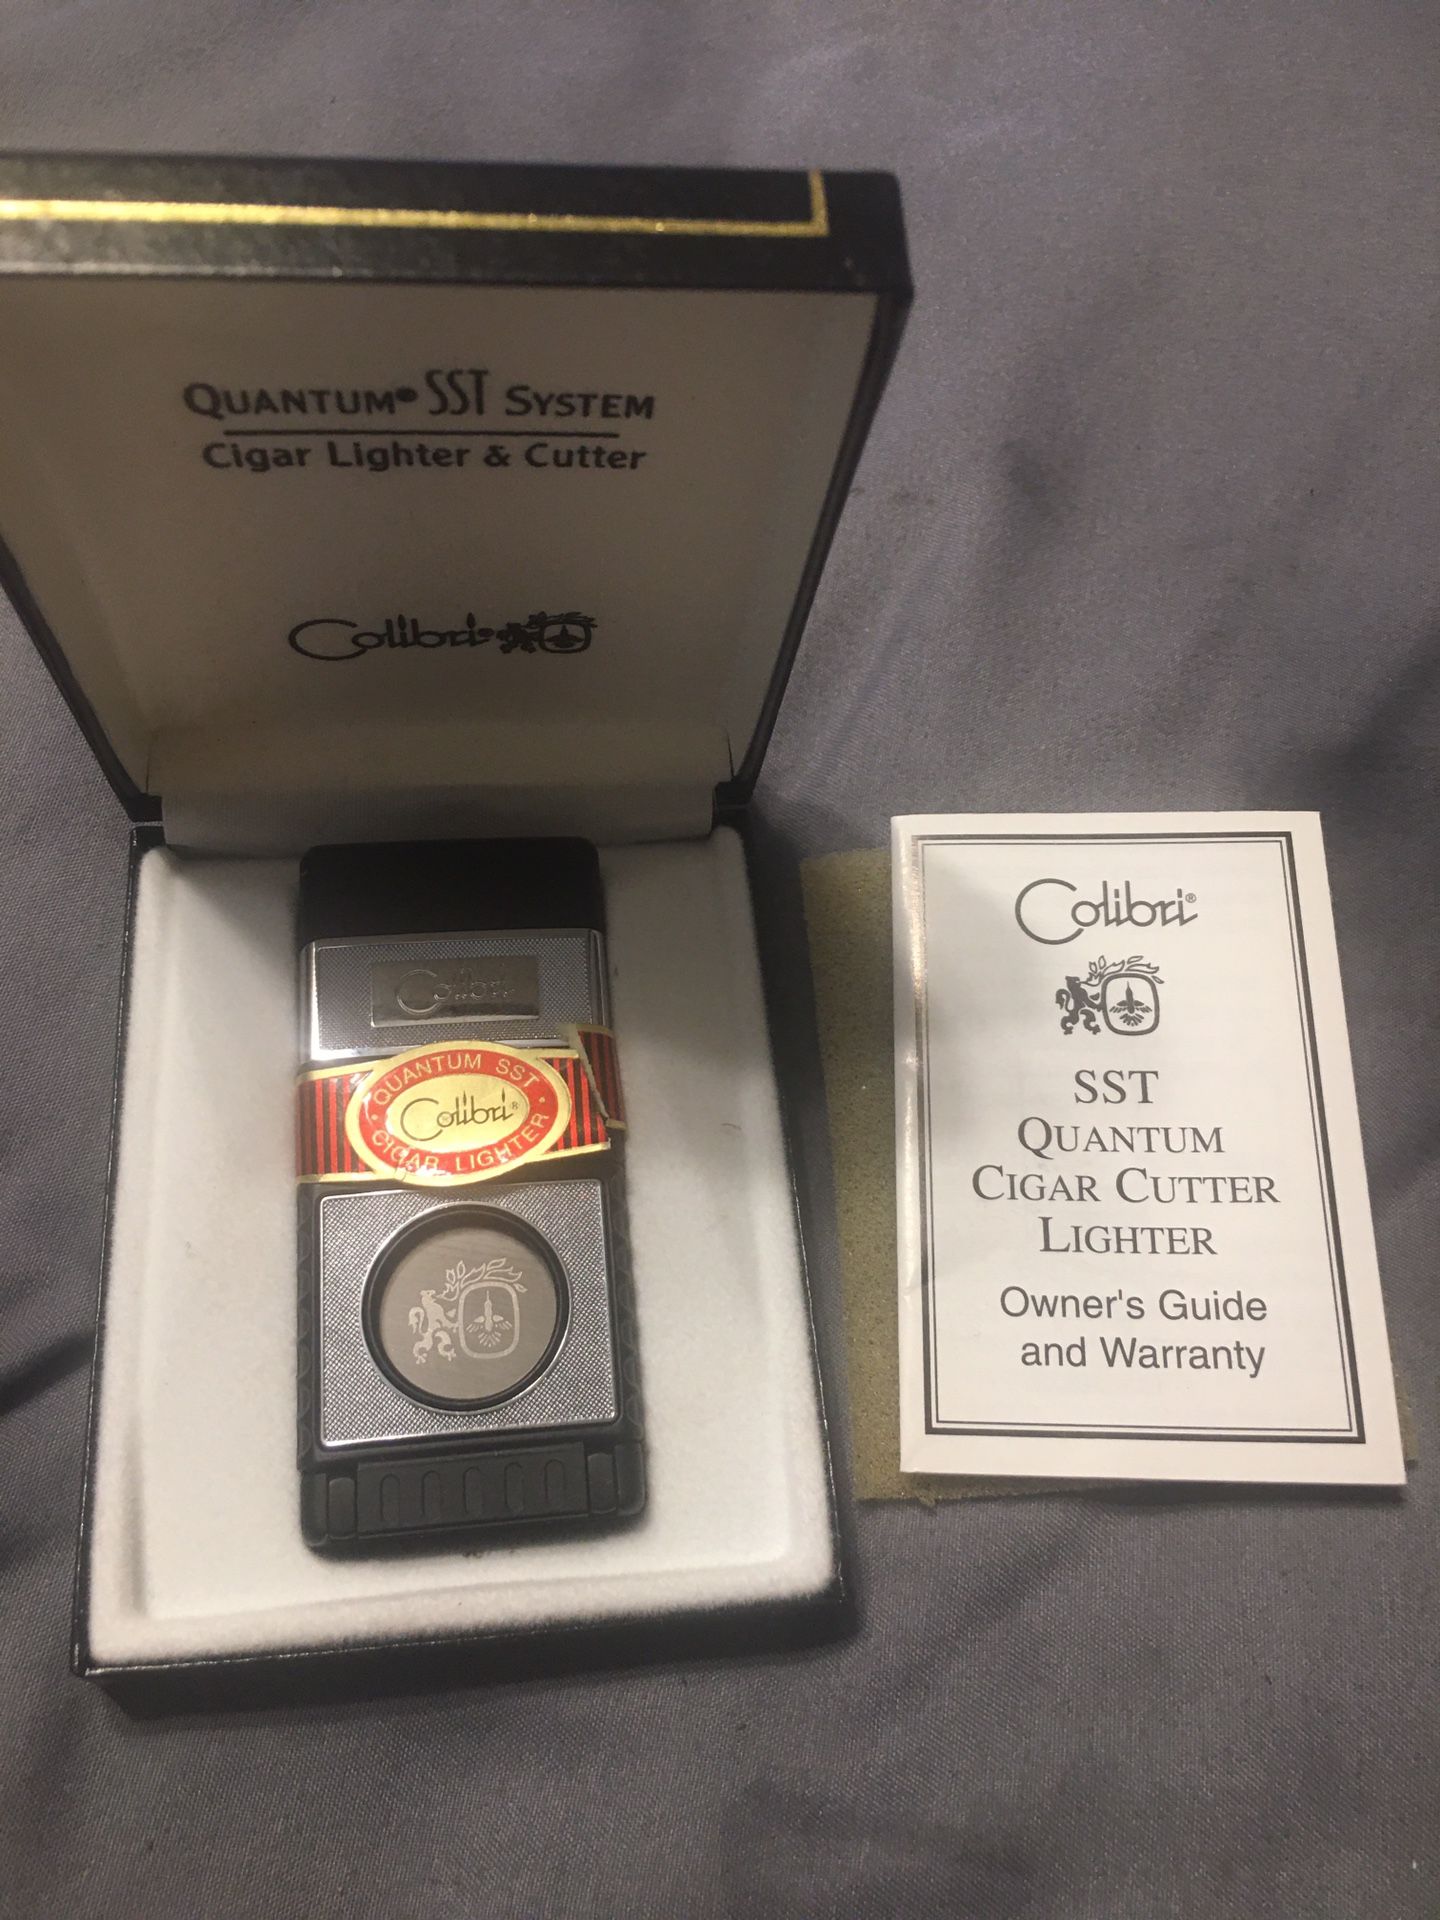 QUANTUM® SST SYSTEM
Cigar Lighter & Cutter
Colibri®
Colibri
QUANTUM SST
Colibri®
CIGAR LIGHTER
Colibri®
SST
QUANTUM
CIGAR CUTTER
LIGHTER
Owner's Guide
and Warranty